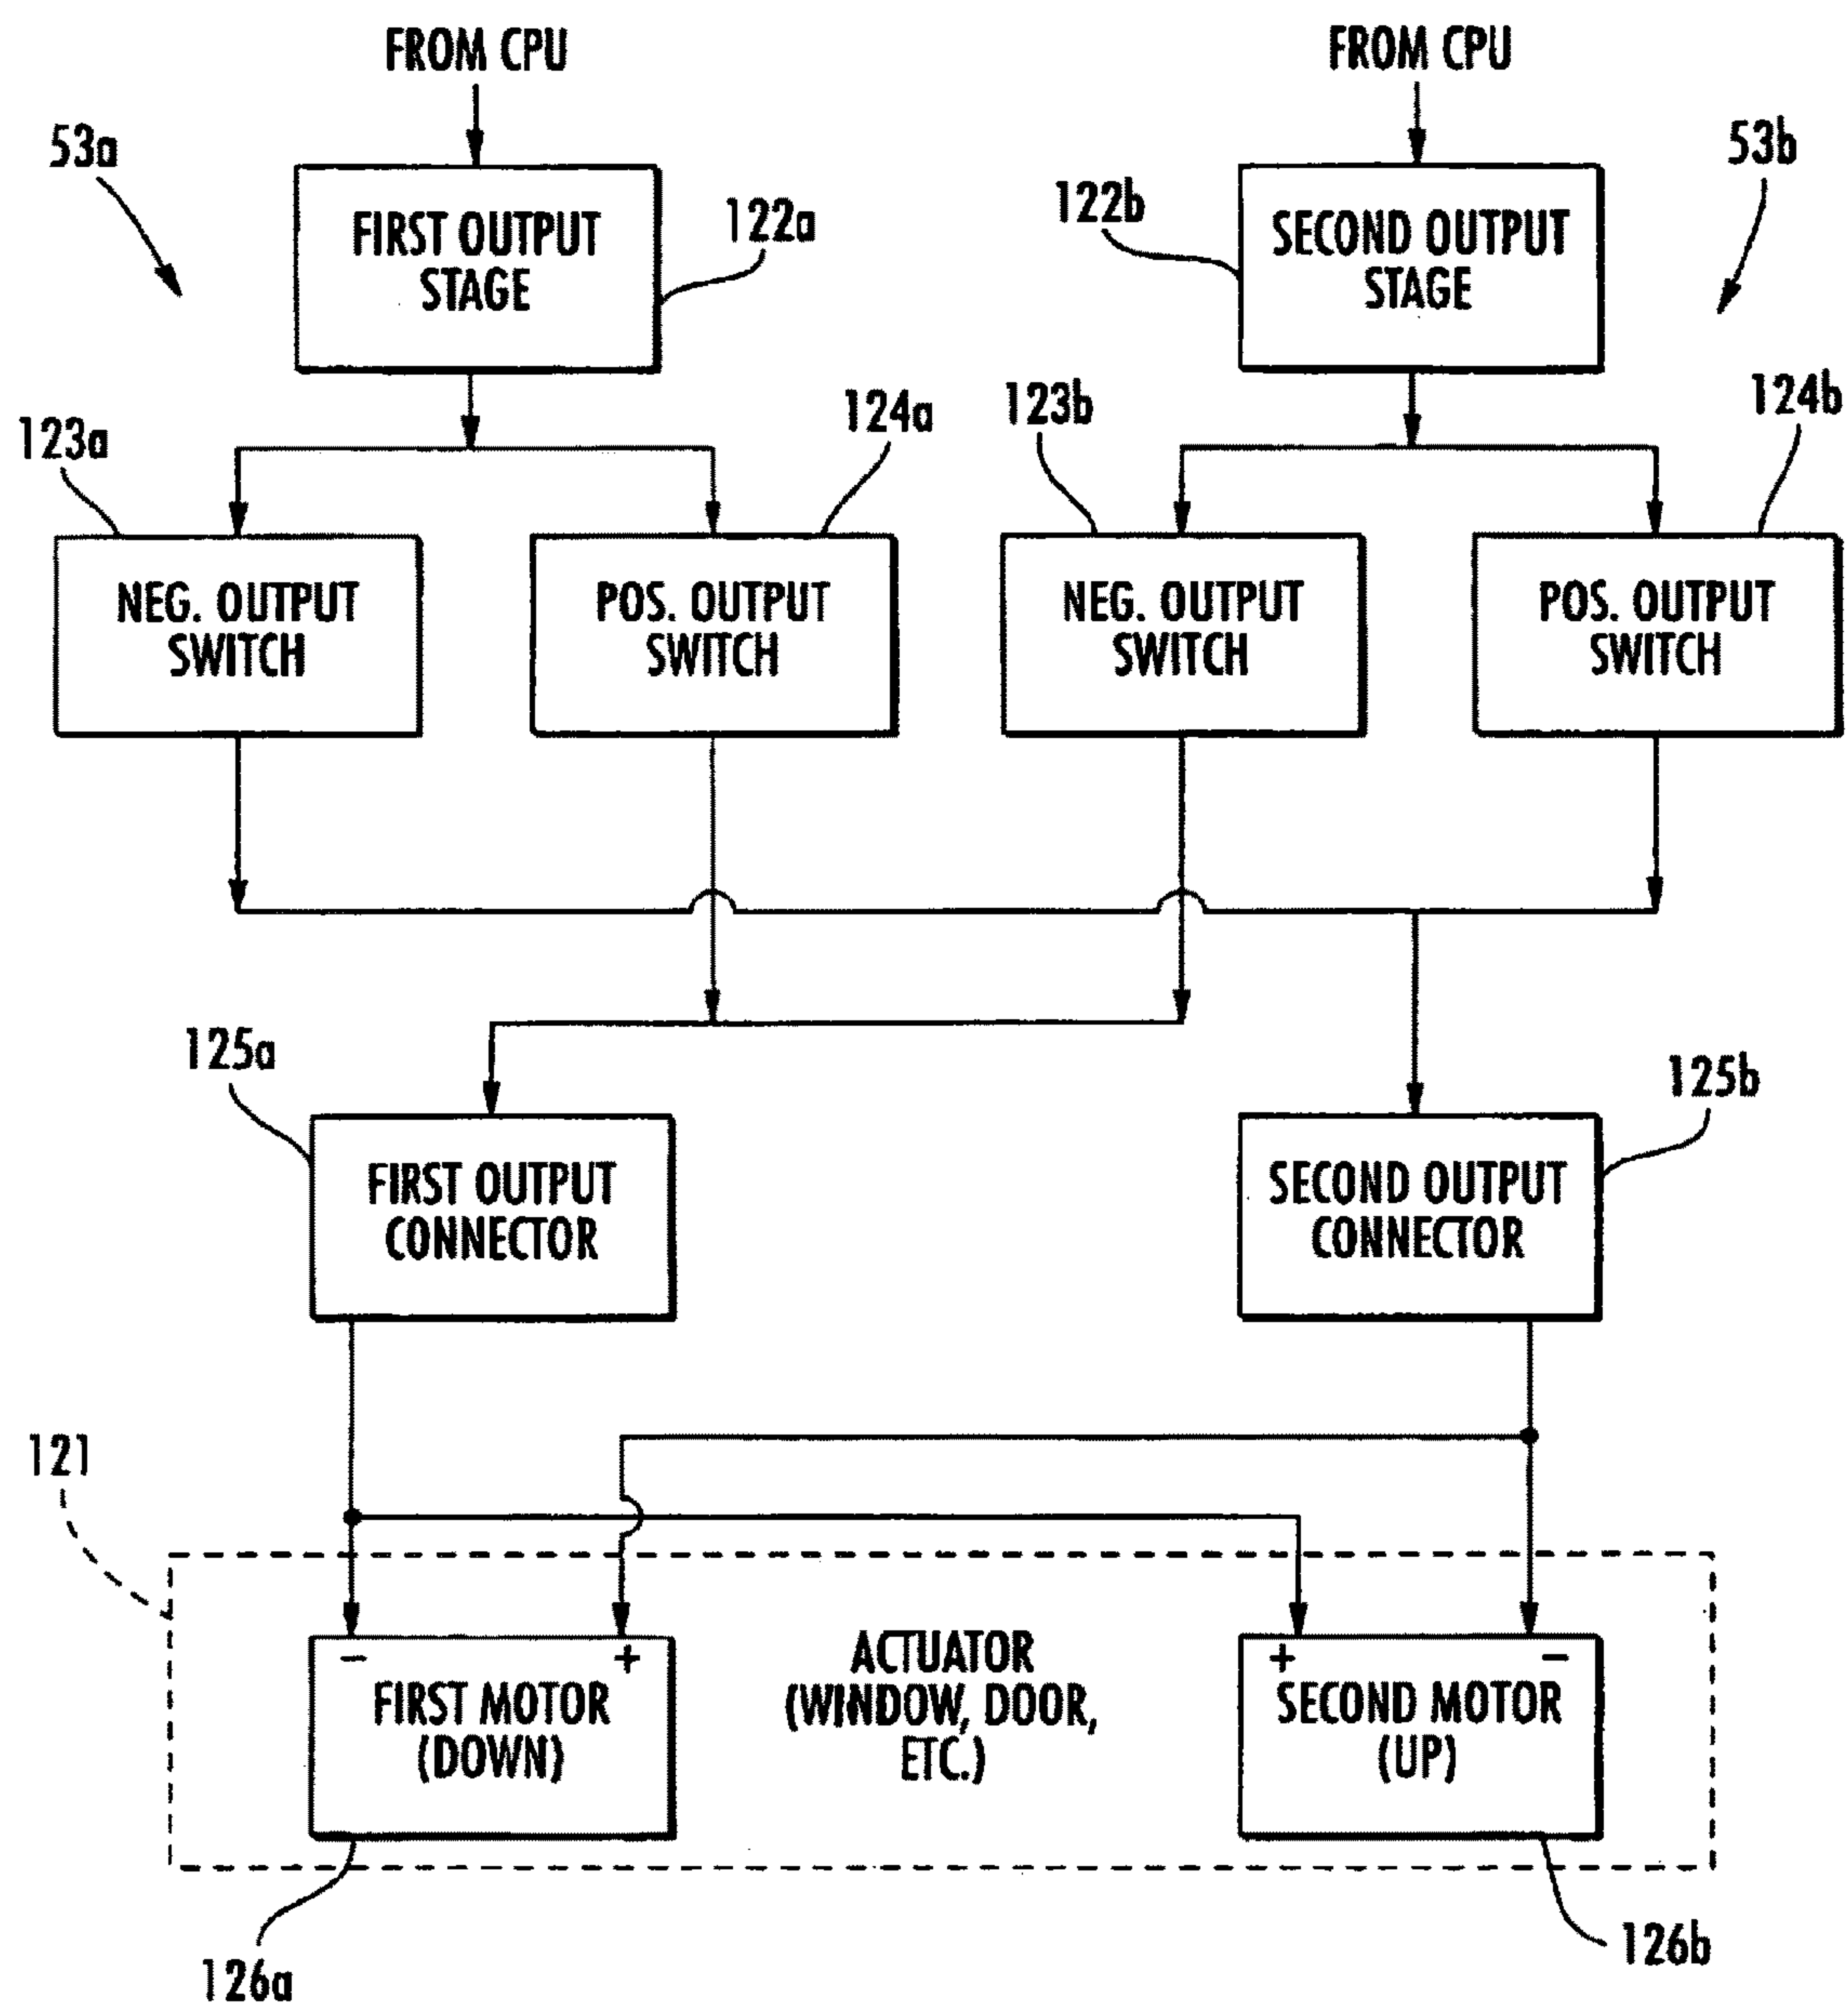 FROM CPU
FROM CPU
53a
53b
FIRST OUTPUT
STAGE
122a
122b
SECOND OUTPUT
STAGE
123a
124a
123b
124b
NEG. OUTPUT
SWITCH
POS. OUTPUT
SWITCH
NEG. OUTPUT
SWITCH
POS. OUTPUT
SWITCH
125a
125b
FIRST OUTPUT
CONNECTOR
SECOND OUTPUT
CONNECTOR
121
− +
FIRST MOTOR
(DOWN)
ACTUATOR
(WINDOW, DOOR,
ETC.)
+ −
SECOND MOTOR
(UP)
126a
126b